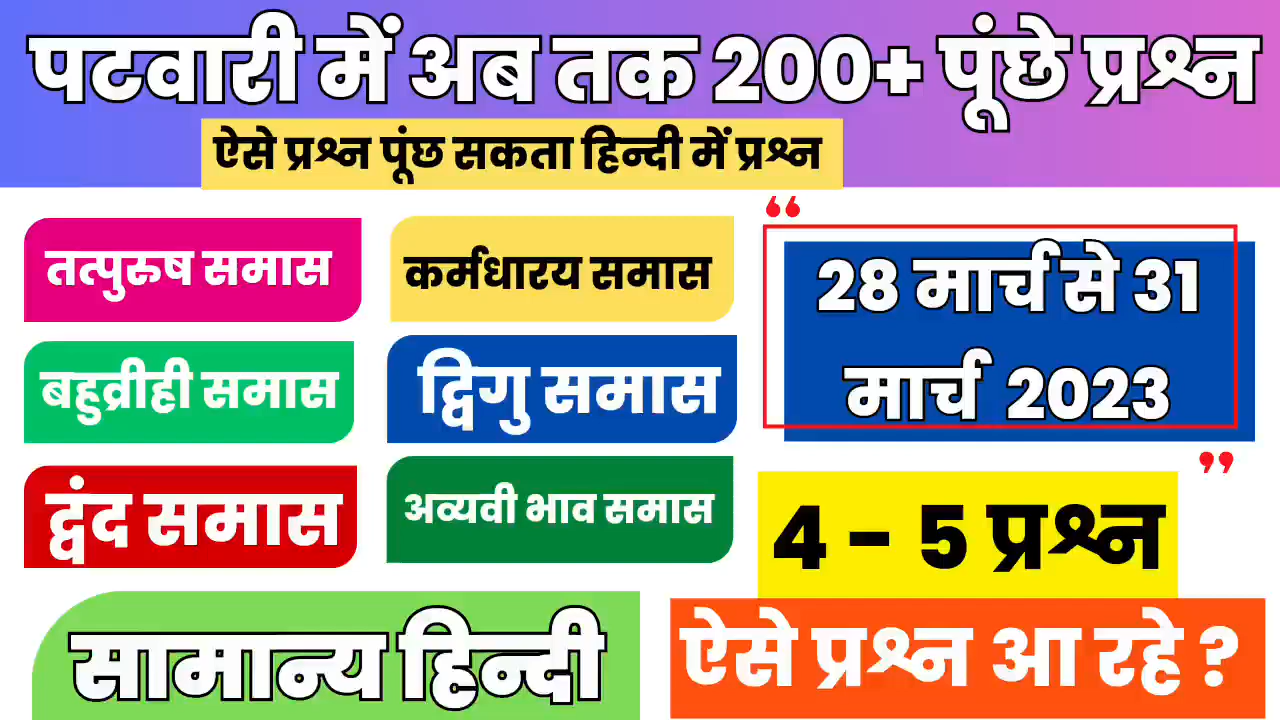 पटवारी में अब तक 200+ पूंछे प्रश्न
ऐसे प्रश्न पूंछ सकता हिन्दी में प्रश्न
तत्पुरुष समास
कर्मधारय समास
बहुव्रीही समास
द्विगु समास
द्वंद समास
अव्यवी भाव समास
❝
28 मार्च से 31
मार्च 2023
❞
4 - 5 प्रश्न
सामान्य हिन्दी
ऐसे प्रश्न आ रहे ?